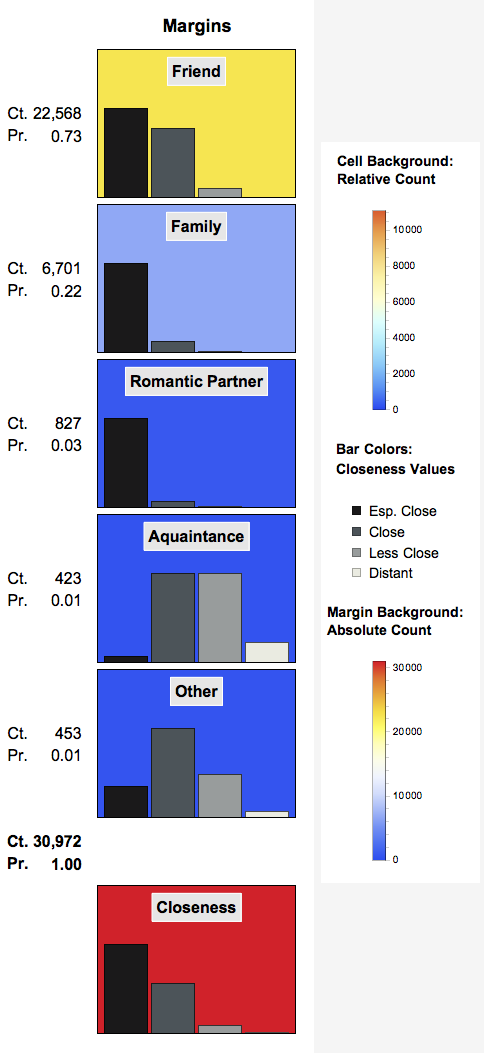 Margins
Friend
Ct. 22,568
Pr. 0.73
Family
Ct. 6,701
Pr. 0.22
Romantic Partner
Ct. 827
Pr. 0.03
Aquaintance
Ct. 423
Pr. 0.01
Other
Ct. 453
Pr. 0.01
Ct. 30,972
Pr. 1.00
Closeness
Cell Background:
Relative Count
10000
8000
6000
4000
2000
0
Bar Colors:
Closeness Values
Esp. Close
Close
Less Close
Distant
Margin Background:
Absolute Count
30000
20000
10000
0